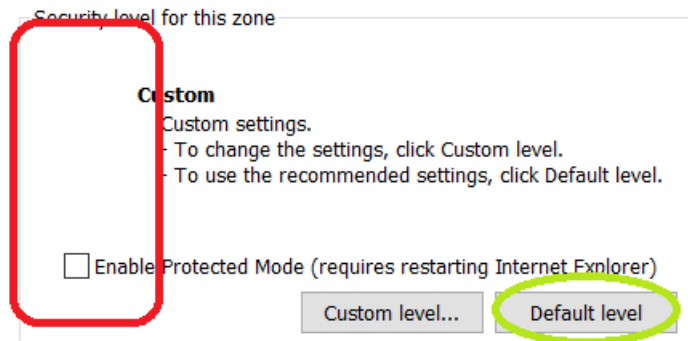 Security level for this zone
Custom
Custom settings.
- To change the settings, click Custom level.
- To use the recommended settings, click Default level.
Enable Protected Mode (requires restarting Internet Explorer)
Custom level...
Default level